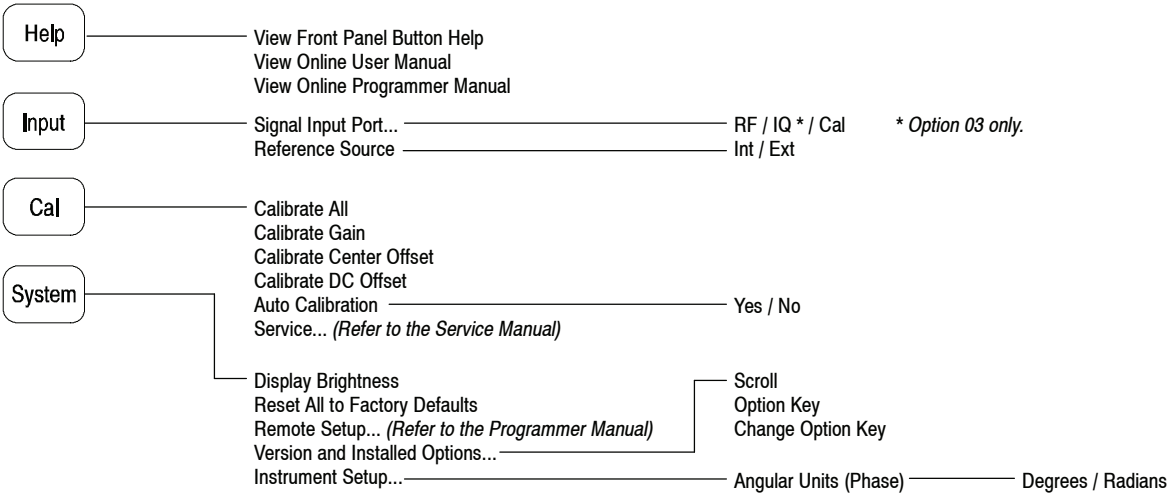 Help
View Front Panel Button Help
View Online User Manual
View Online Programmer Manual
Input
Signal Input Port... RF / IQ * / Cal * Option 03 only.
Reference Source Int / Ext
Cal
Calibrate All
Calibrate Gain
Calibrate Center Offset
Calibrate DC Offset
Auto Calibration Yes / No
Service... (Refer to the Service Manual)
System
Display Brightness
Reset All to Factory Defaults
Remote Setup... (Refer to the Programmer Manual)
Version and Installed Options...
Scroll
Option Key
Change Option Key
Instrument Setup... Angular Units (Phase) Degrees / Radians